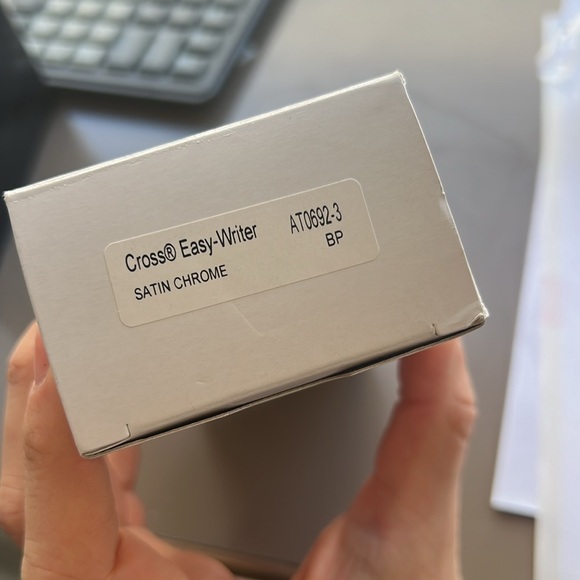 Cross® Easy-Writer AT0692-3
SATIN CHROME BP